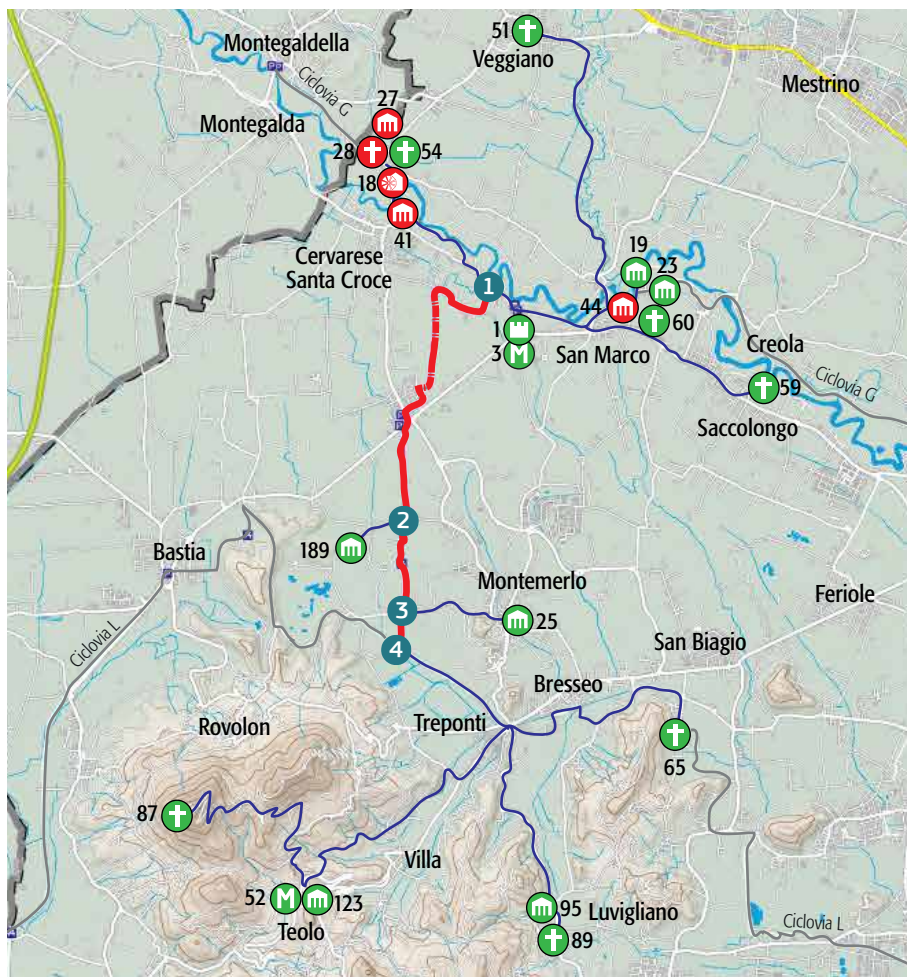 51
Veggiano
Montegaldella
Mestrino
Ciclovia G
27
Montegalda
28
54
18
41
Cervarese
Santa Croce
19
23
1
44
60
1
San Marco
3 M
Creola
Ciclovia G
59
Saccolongo
2
Bastia
189
Montemerlo
Feriole
3
25
San Biagio
4
Ciclovia L
Bresseo
Rovolon
Treponti
65
87
Villa
52 M
123
95
Luvigliano
Teolo
89
Ciclovia L